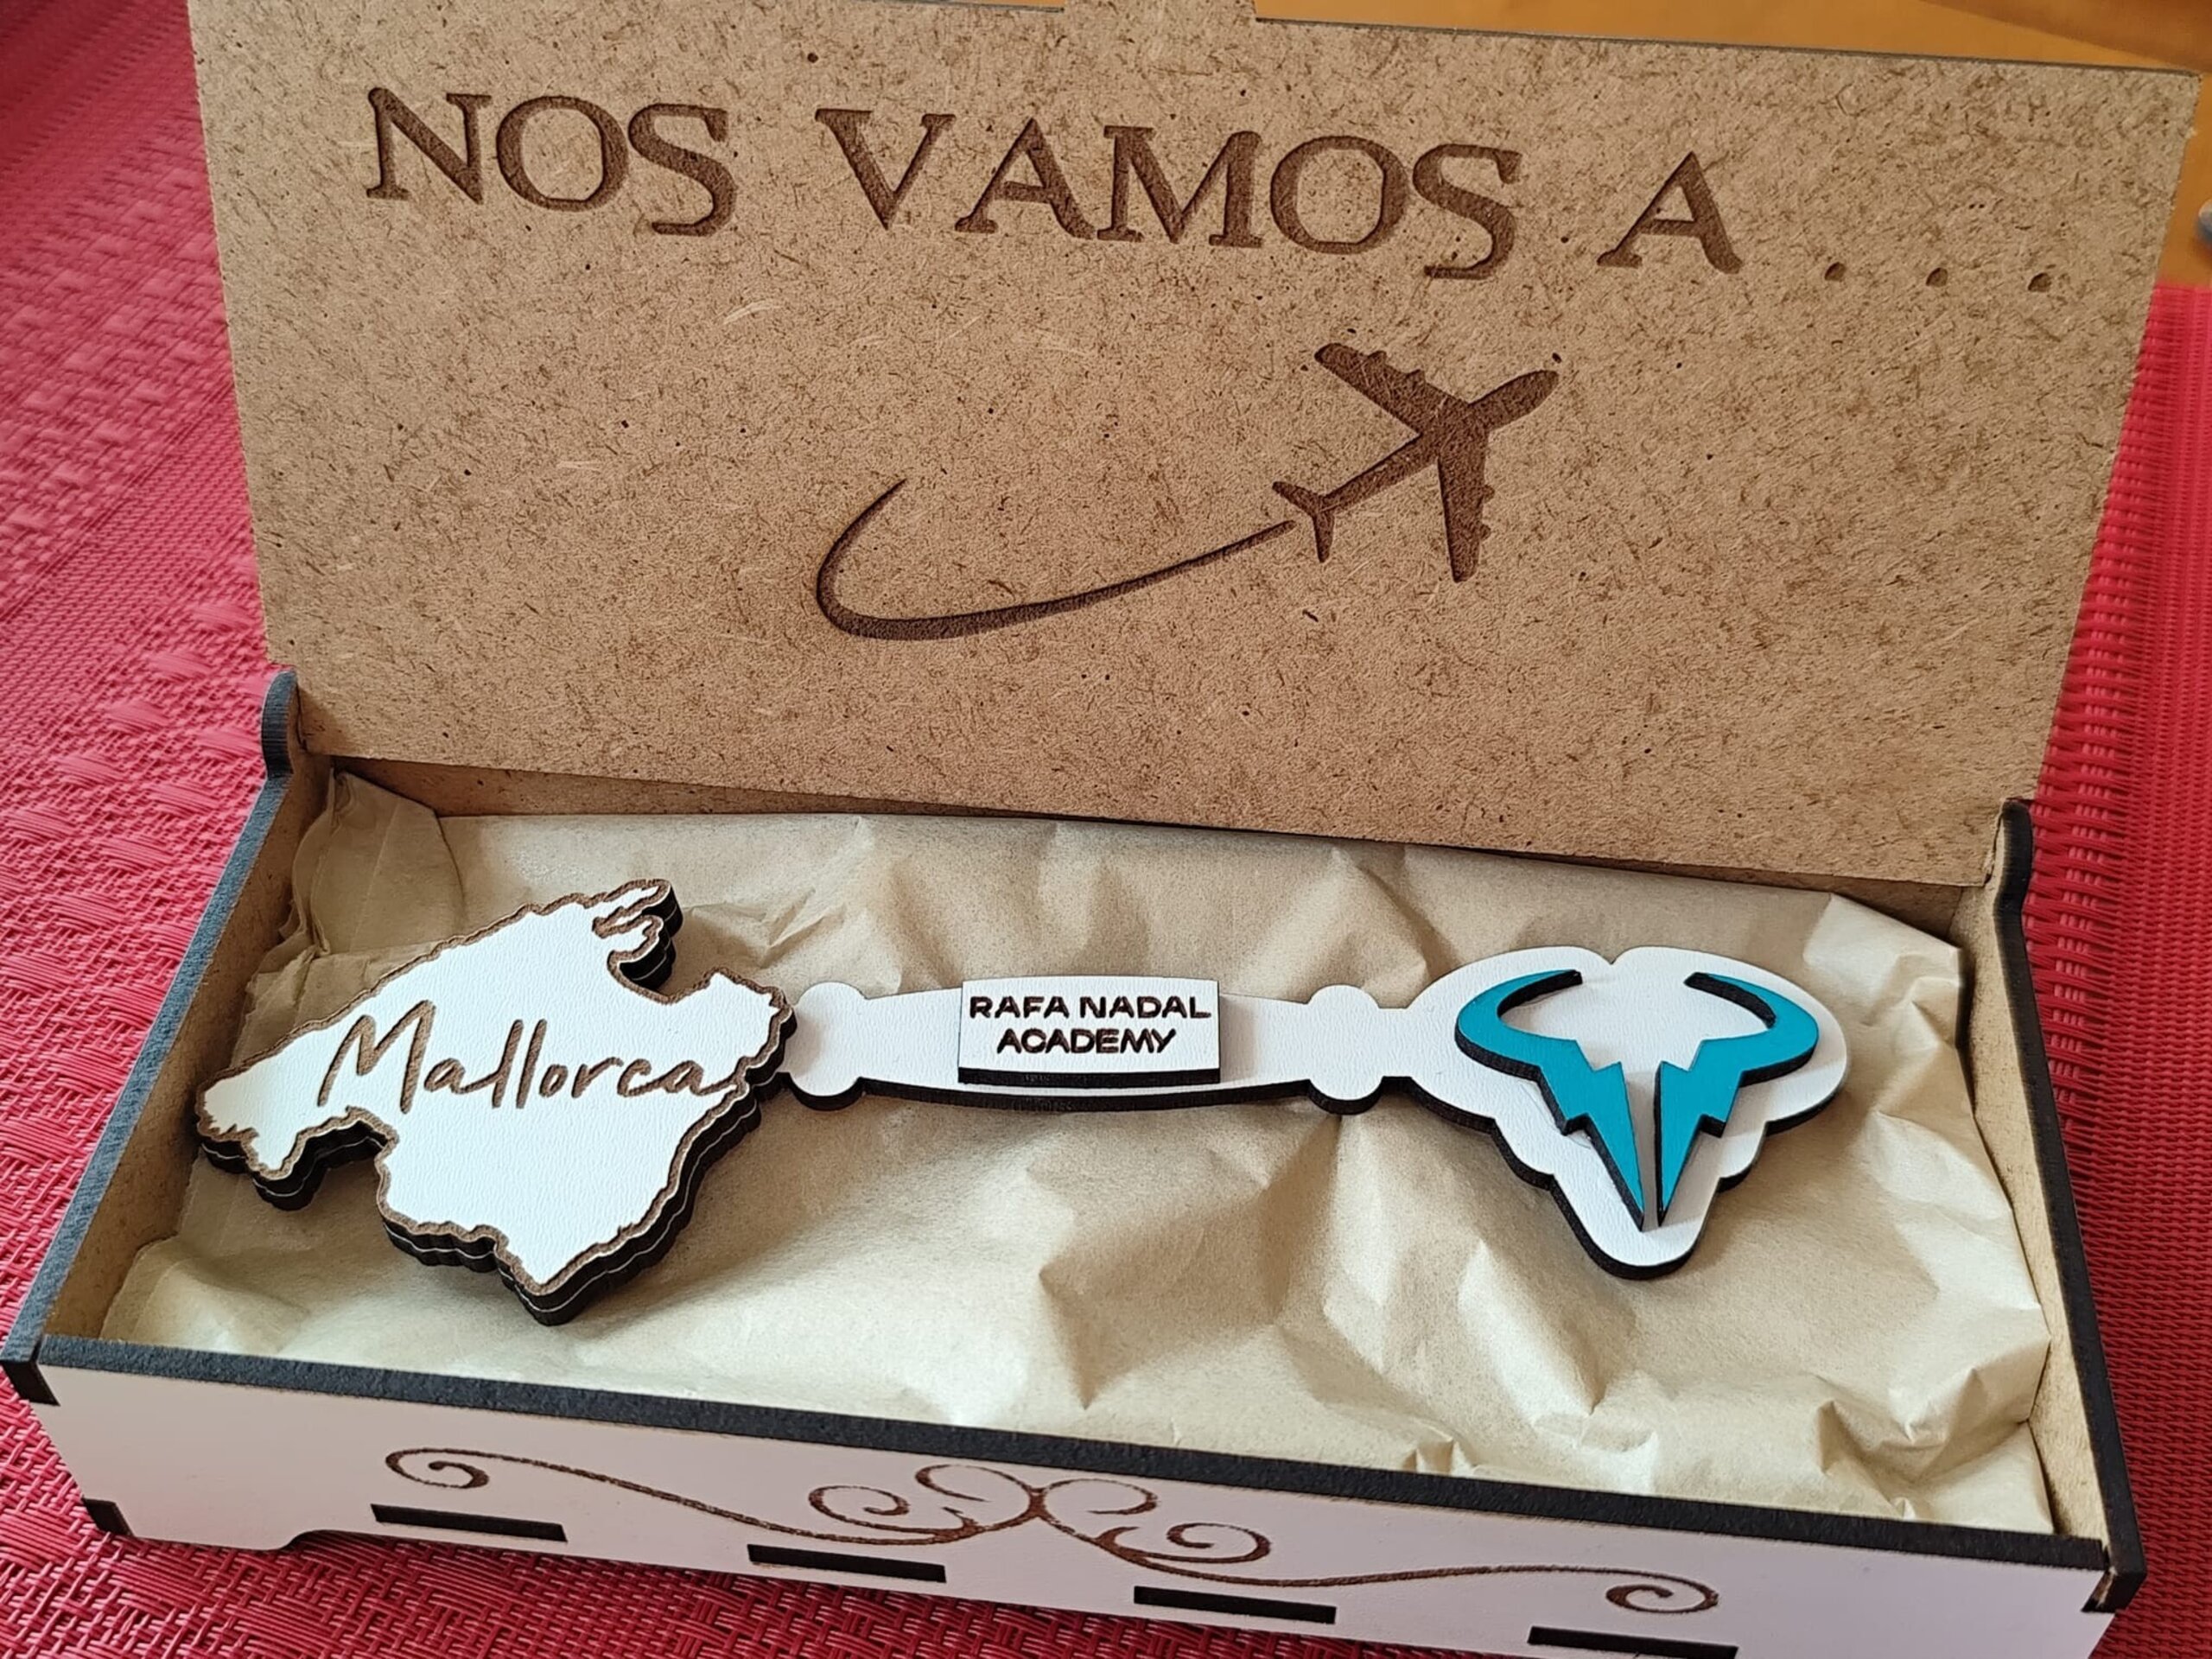 NOS VAMOS A . . .
Mallorca
RAFA NADAL
ACADEMY